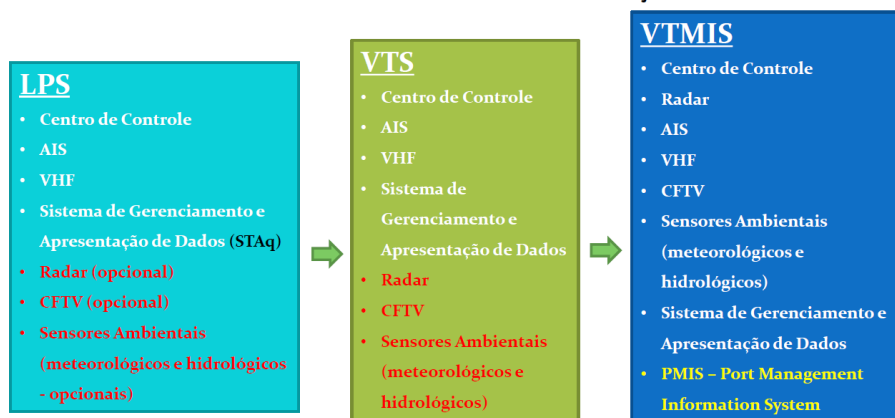 LPS
• Centro de Controle
• AIS
• VHF
• Sistema de Gerenciamento e
Apresentação de Dados (STAq)
• Radar (opcional)
• CFTV (opcional)
• Sensores Ambientais
(meteorológicos e hidrológicos
- opcionais)
VTS
• Centro de Controle
• AIS
• VHF
• Sistema de
Gerenciamento e
Apresentação de Dados
• Radar
• CFTV
• Sensores Ambientais
(meteorológicos e
hidrológicos)
VTMIS
• Centro de Controle
• Radar
• AIS
• VHF
• CFTV
• Sensores Ambientais
(meteorológicos e
hidrológicos)
• Sistema de Gerenciamento e
Apresentação de Dados
• PMIS – Port Management
Information System